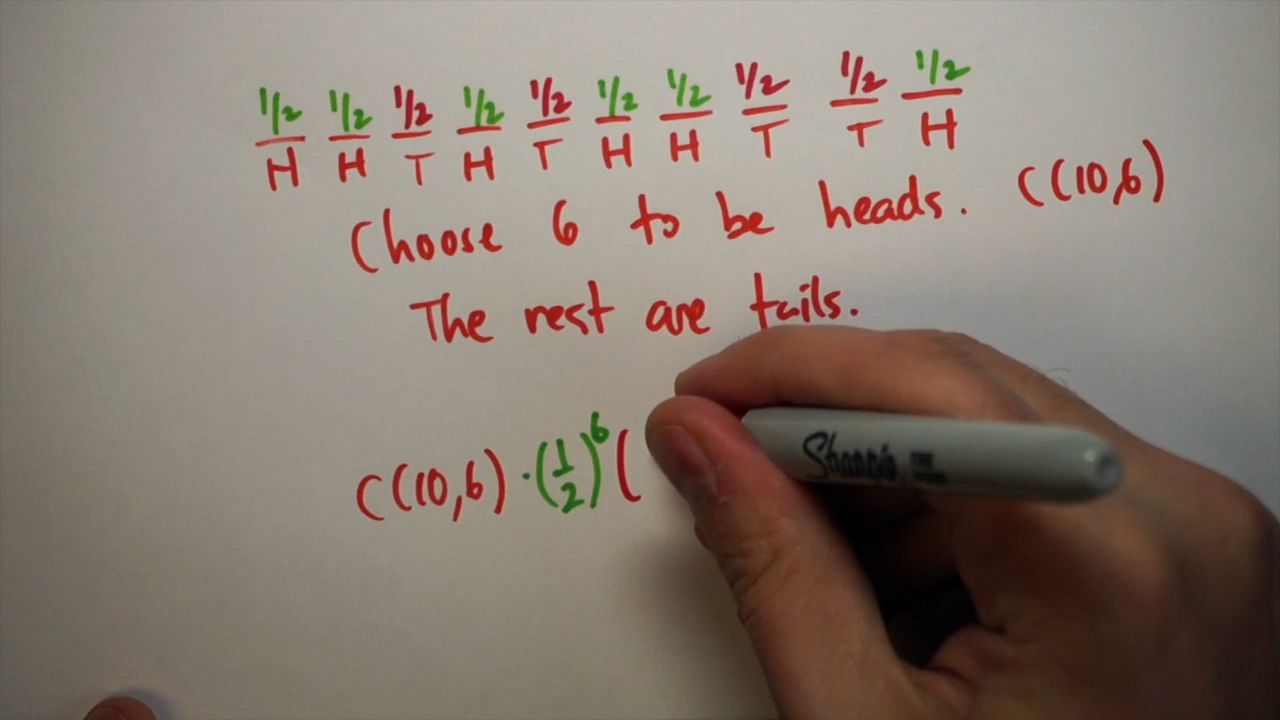 1/2 1/2 1/2 1/2 1/2 1/2 1/2 1/2 1/2 1/2
H H T H T H H T T H
Choose 6 to be heads. C(10,6)
The rest are tails.
C(10,6) · (1/2)^6 (
Sharpie